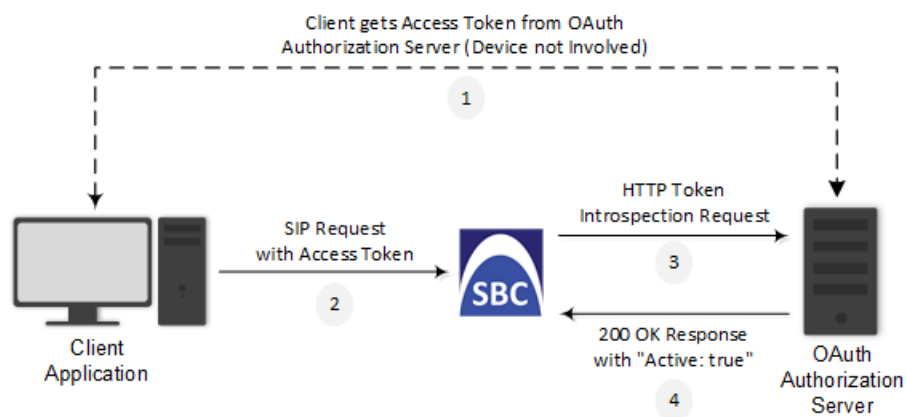 Client gets Access Token from OAuth
Authorization Server (Device not Involved)
1
SIP Request
with Access Token
2
SBC
HTTP Token
Introspection Request
3
200 OK Response
with "Active: true"
4
Client
Application
OAuth
Authorization
Server